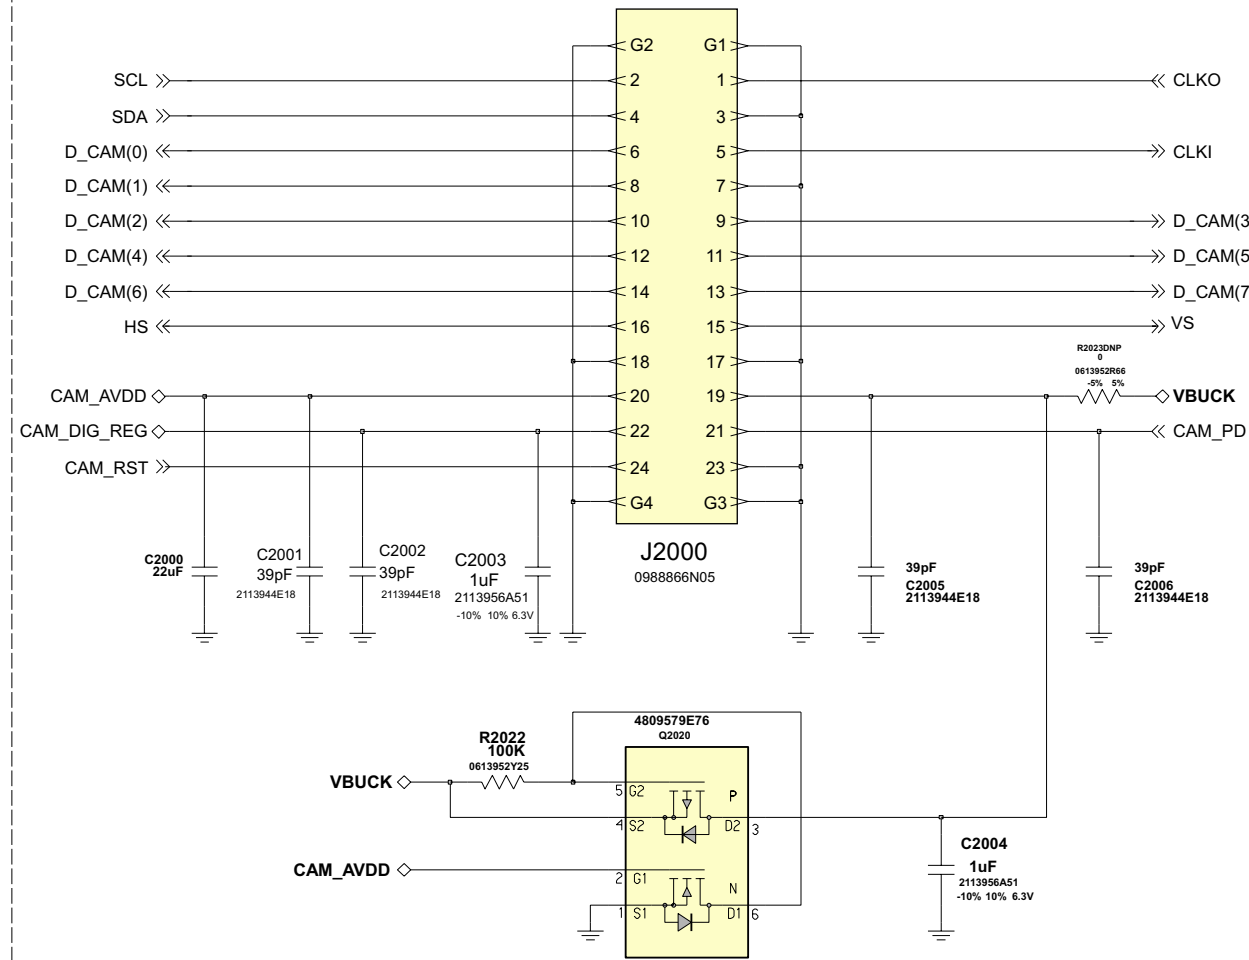 G2 G1
SCL 2 1 CLKO
SDA 4 3
D_CAM(0) 6 5 CLKI
D_CAM(1) 8 7
D_CAM(2) 10 9 D_CAM(3
D_CAM(4) 12 11 D_CAM(5
D_CAM(6) 14 13 D_CAM(7
HS 16 15 VS
18 17
R2023DNP
0
0613952R66
-5% 5%
CAM_AVDD 20 19 VBUCK
CAM_DIG_REG 22 21 CAM_PD
CAM_RST 24 23
G4 G3
J2000
0988866N05
C2000
22uF
C2001
39pF
2113944E18
C2002
39pF
2113944E18
C2003
1uF
2113956A51
-10% 10% 6.3V
39pF
C2005
2113944E18
39pF
C2006
2113944E18
4809579E76
Q2020
R2022
100K
0613952Y25
VBUCK
5 G2 P
4 S2 D2 3
CAM_AVDD
2 G1 N
1 S1 D1 6
C2004
1uF
2113956A51
-10% 10% 6.3V